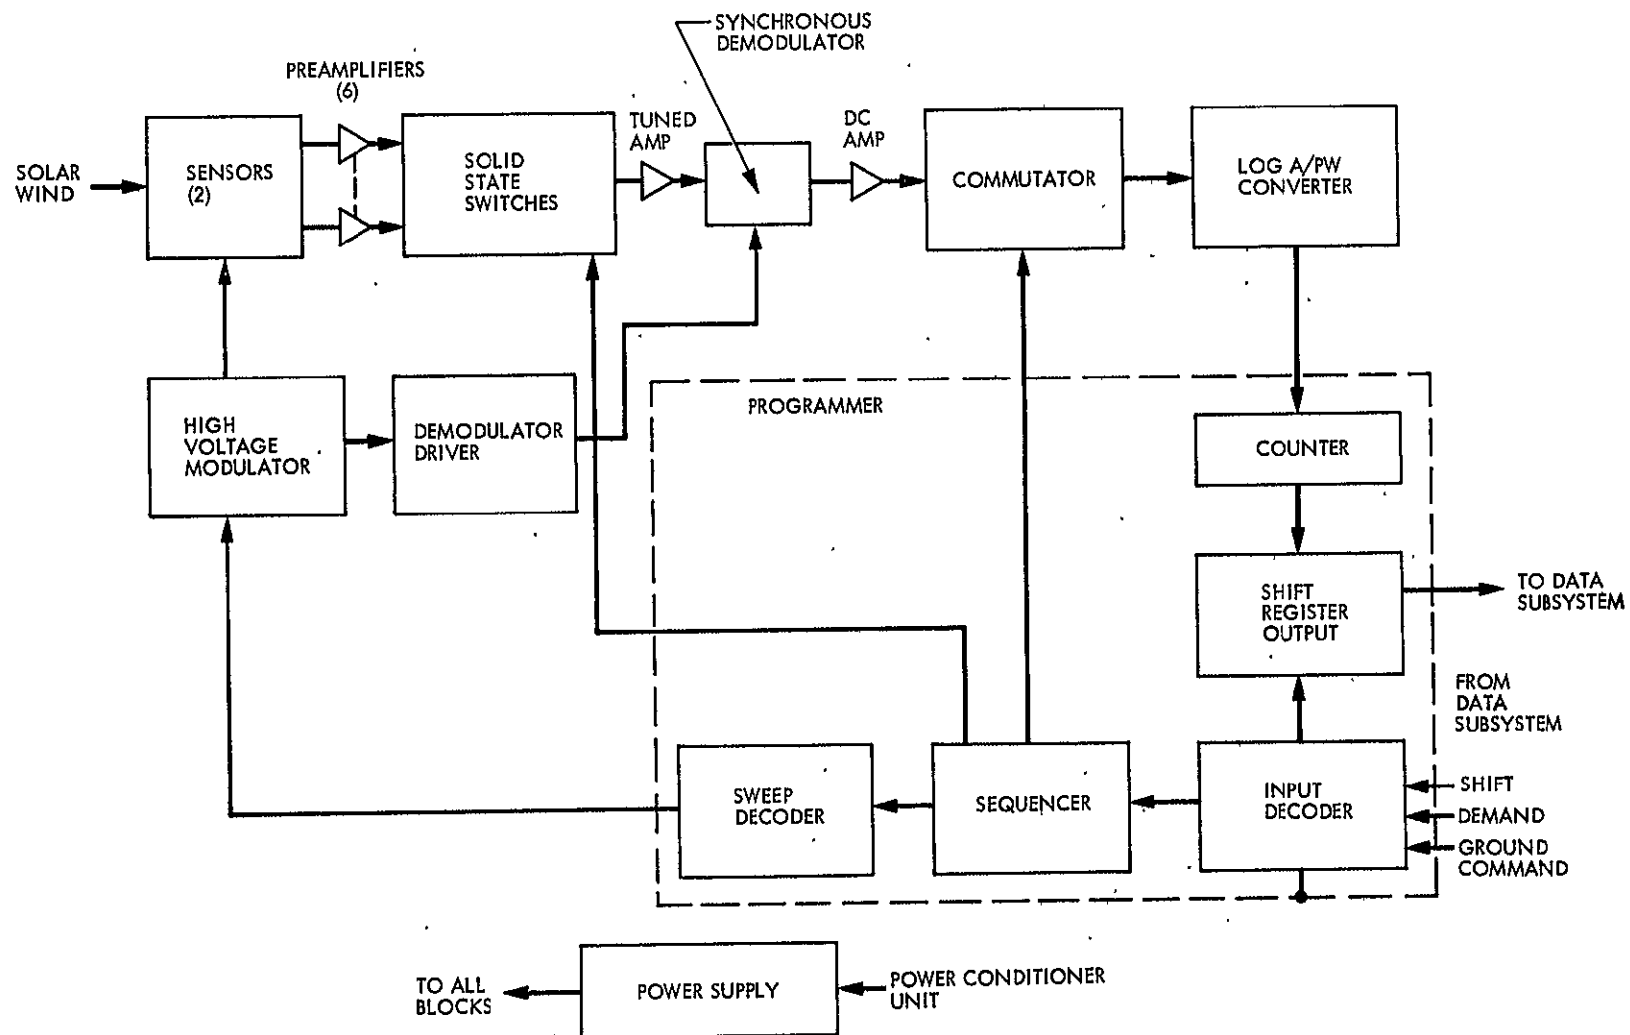 SYNCHRONOUS
DEMODULATOR
PREAMPLIFIERS
(6)
TUNED
AMP
DC
AMP
SOLAR
WIND
SENSORS
(2)
SOLID
STATE
SWITCHES
COMMUTATOR
LOG A/PW
CONVERTER
PROGRAMMER
HIGH
VOLTAGE
MODULATOR
DEMODULATOR
DRIVER
COUNTER
SHIFT
REGISTER
OUTPUT
TO DATA
SUBSYSTEM
FROM
DATA
SUBSYSTEM
SWEEP
DECODER
SEQUENCER
INPUT
DECODER
SHIFT
DEMAND
GROUND
COMMAND
TO ALL
BLOCKS
POWER SUPPLY
POWER CONDITIONER
UNIT